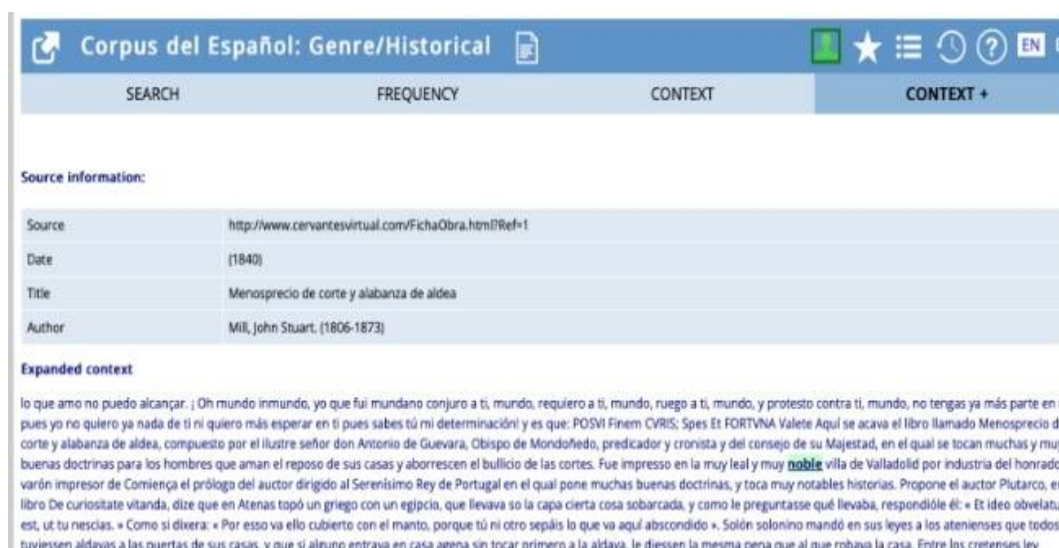 Corpus del Español: Genre/Historical
EN
SEARCH FREQUENCY CONTEXT CONTEXT +
Source information:
Source http://www.cervantesvirtual.com/FichaObra.html?Ref=1
Date (1840)
Title Menosprecio de corte y alabanza de aldea
Author Mill, John Stuart. (1806-1873)
Expanded context
lo que amo no puedo alcançar. ¡ Oh mundo inmundo, yo que fui mundano conjuro a ti, mundo, requiero a ti, mundo, ruego a ti, mundo, y protesto contra ti, mundo, no tengas ya más parte en
pues yo no quiero ya nada de ti ni quiero más esperar en ti pues sabes tú mi determinación! y es que: POSVI Finem CVRIS; Spes Et FORTVNA Valete Aquí se acava el libro llamado Menosprecio d
corte y alabanza de aldea, compuesto por el ilustre señor don Antonio de Guevara, Obispo de Mondoñedo, predicador y cronista y del consejo de su Majestad, en el qual se tocan muchas y mu
buenas doctrinas para los hombres que aman el reposo de sus casas y aborrescen el bullicio de las cortes. Fue impresso en la muy leal y muy noble villa de Valladolid por industria del honrado
varón impresor de Comiença el prólogo del auctor dirigido al Serenísimo Rey de Portugal en el qual pone muchas buenas doctrinas, y toca muy notables historias. Propone el auctor Plutarco, e
libro De curiositate vitanda, dize que en Atenas topó un griego con un egipcio, que llevava so la capa cierta cosa sobarcada, y como le preguntasse qué llevaba, respondióle él: « Et ideo obvelatu
est, ut tu nescias. » Como si dixera: « Por esso va ello cubierto con el manto, porque tú ni otro sepáis lo que va aquí abscondido ». Solón solonino mandó en sus leyes a los atenienses que todos
tuviessen aldavas a las puertas de sus casas, y que si alguno entrava en casa agena sin tocar primero a la aldava, le diessen la mesma pena que al que robava la casa. Entre los cretenses ley